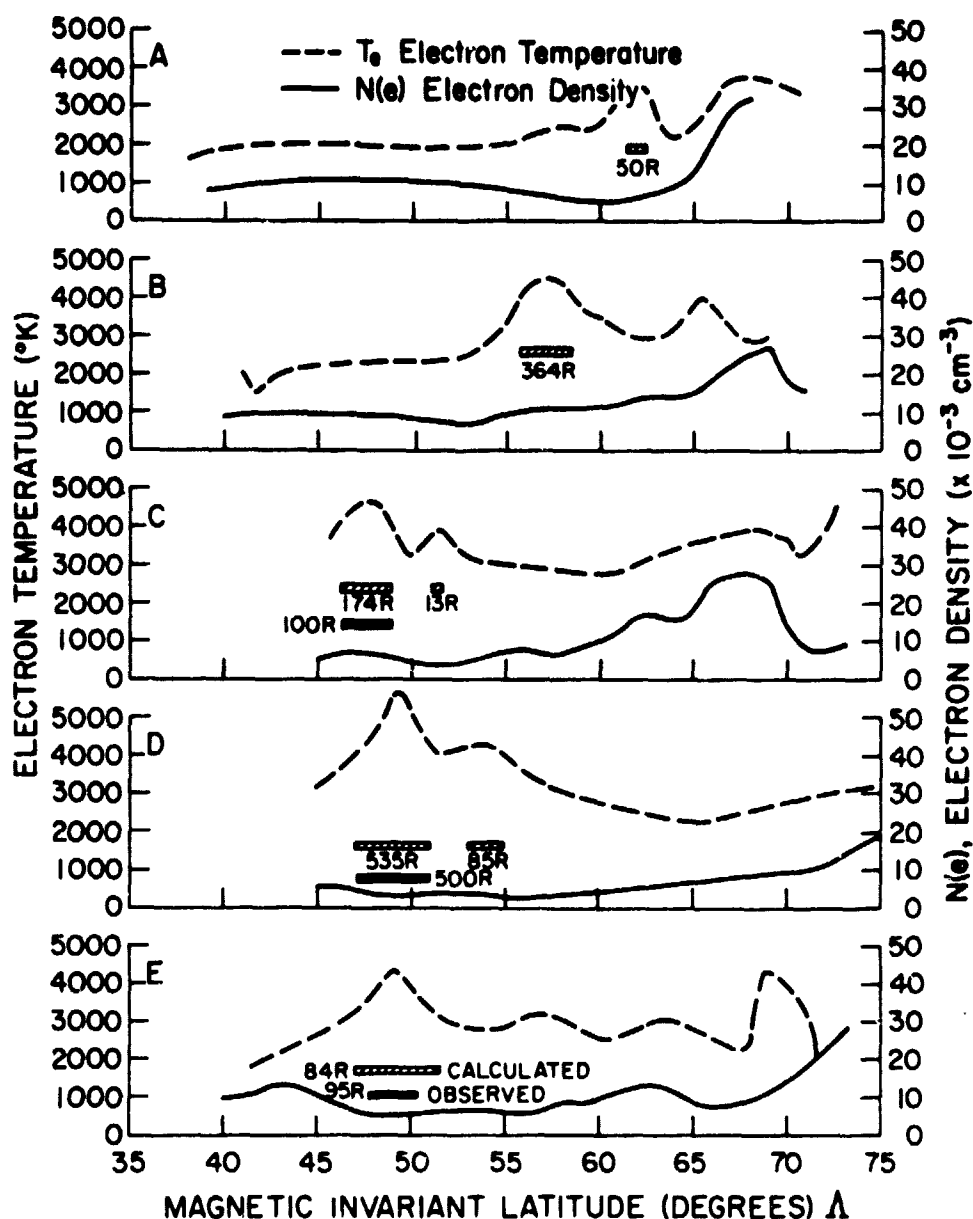 A
Te Electron Temperature
N(e) Electron Density
5000
4000
3000
2000
1000
0
50
40
30
20
10
0
50R
B
5000
4000
3000
2000
1000
0
50
40
30
20
10
0
364R
C
5000
4000
3000
2000
1000
0
50
40
30
20
10
0
174R
13R
100R
D
5000
4000
3000
2000
1000
0
50
40
30
20
10
0
535R
85R
500R
E
5000
4000
3000
2000
1000
0
50
40
30
20
10
0
84R CALCULATED
95R OBSERVED
35 40 45 50 55 60 65 70 75
MAGNETIC INVARIANT LATITUDE (DEGREES) Λ
ELECTRON TEMPERATURE (°K)
N(e), ELECTRON DENSITY (x 10⁻³ cm⁻³)